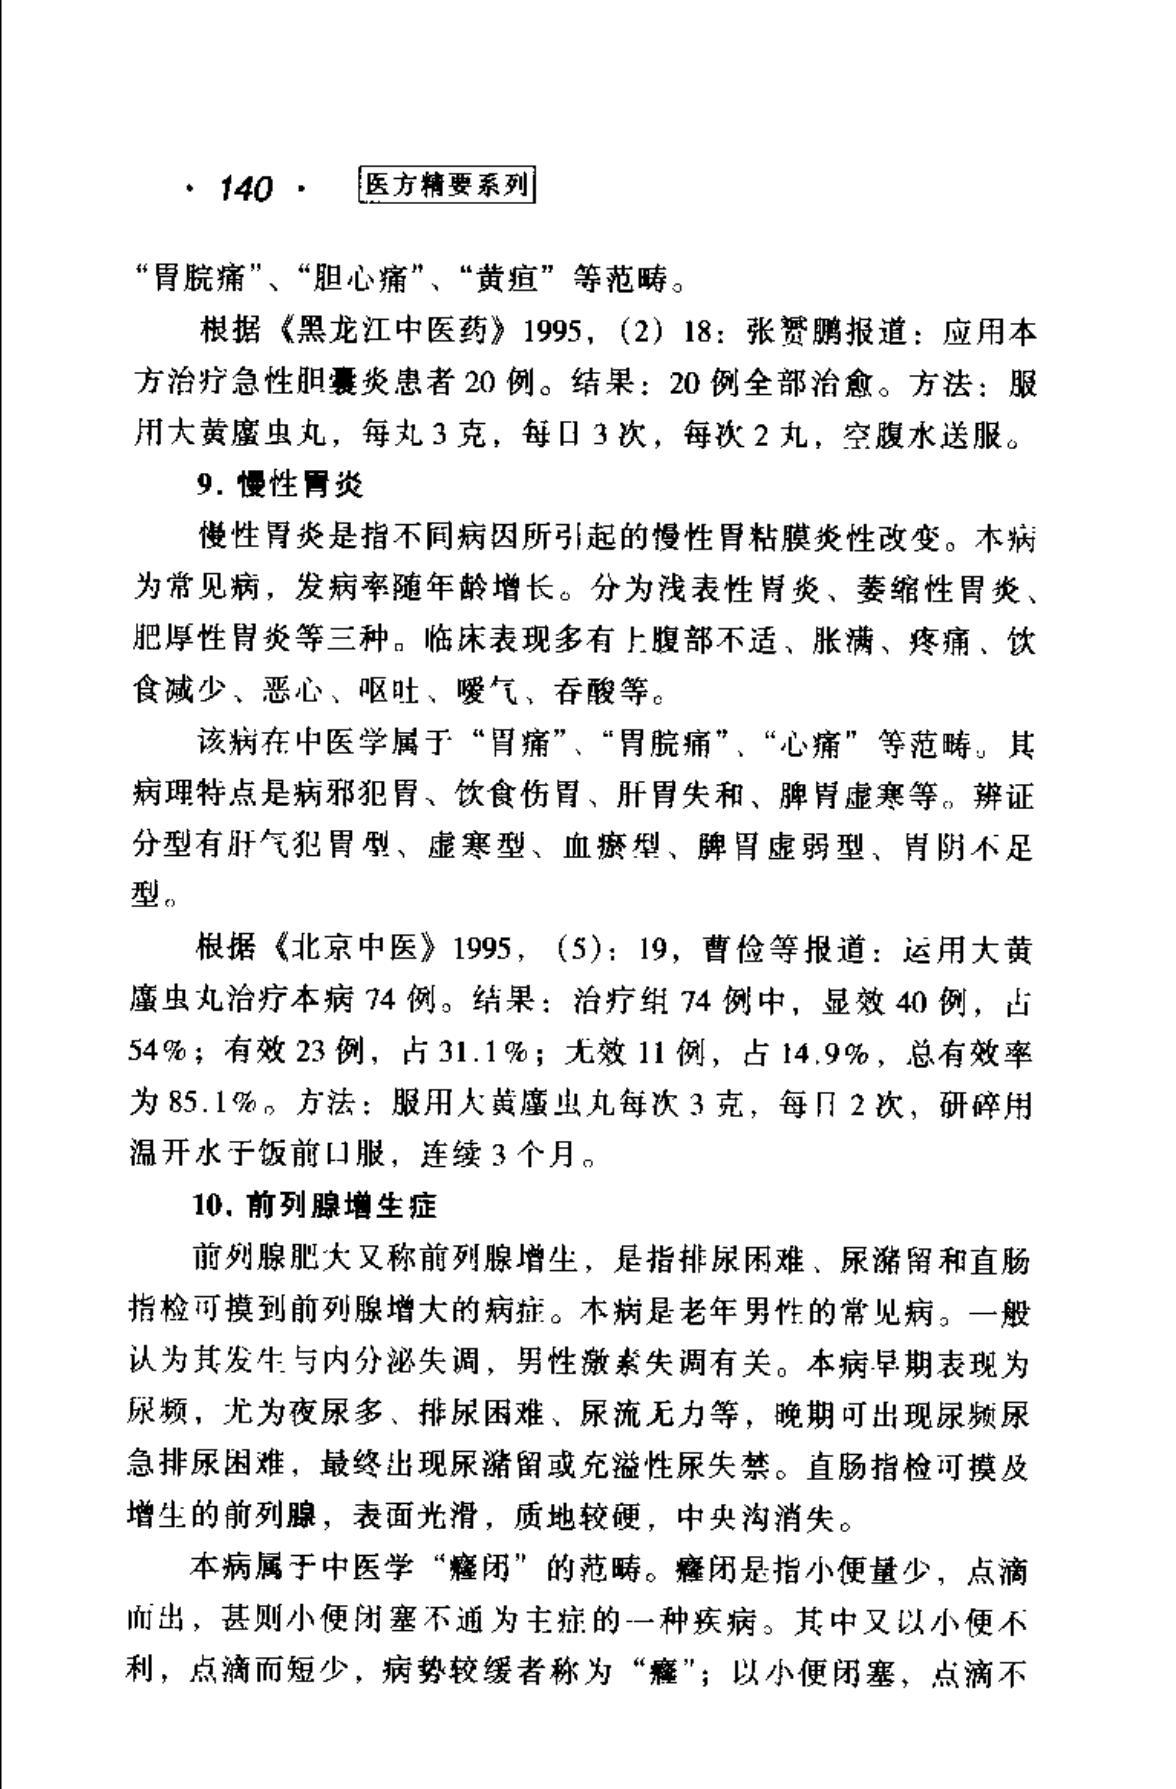 · 140 · 医方精要系列
“胃脘痛”、“胆心痛”、“黄疸”等范畴。
根据《黑龙江中医药》1995，（2）18：张赟鹏报道：应用本
方治疗急性胆囊炎患者 20 例。结果：20 例全部治愈。方法：服
用大黄䗪虫丸，每丸 3 克，每日 3 次，每次 2 丸，空腹水送服。
9. 慢性胃炎
慢性胃炎是指不同病因所引起的慢性胃粘膜炎性改变。本病
为常见病，发病率随年龄增长。分为浅表性胃炎、萎缩性胃炎、
肥厚性胃炎等三种。临床表现多有上腹部不适、胀满、疼痛、饮
食减少、恶心、呕吐、嗳气、吞酸等。
该病在中医学属于“胃痛”、“胃脘痛”、“心痛”等范畴。其
病理特点是病邪犯胃、饮食伤胃、肝胃失和、脾胃虚寒等。辨证
分型有肝气犯胃型、虚寒型、血瘀型、脾胃虚弱型、胃阴不足
型。
根据《北京中医》1995，（5）：19，曹俭等报道：运用大黄
䗪虫丸治疗本病 74 例。结果：治疗组 74 例中，显效 40 例，占
54%；有效 23 例，占 31.1%；无效 11 例，占 14.9%，总有效率
为 85.1%。方法：服用大黄䗪虫丸每次 3 克，每日 2 次，研碎用
温开水于饭前口服，连续 3 个月。
10. 前列腺增生症
前列腺肥大又称前列腺增生，是指排尿困难、尿潴留和直肠
指检可摸到前列腺增大的病症。本病是老年男性的常见病。一般
认为其发生与内分泌失调，男性激素失调有关。本病早期表现为
尿频，尤为夜尿多、排尿困难、尿流无力等，晚期可出现尿频尿
急排尿困难，最终出现尿潴留或充溢性尿失禁。直肠指检可摸及
增生的前列腺，表面光滑，质地较硬，中央沟消失。
本病属于中医学“癃闭”的范畴。癃闭是指小便量少，点滴
而出，甚则小便闭塞不通为主症的一种疾病。其中又以小便不
利，点滴而短少，病势较缓者称为“癃”；以小便闭塞，点滴不